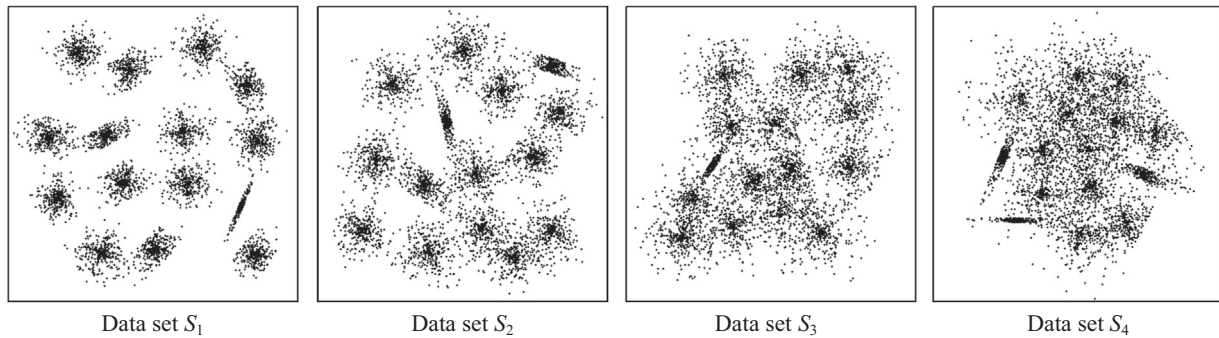 Data set S₁ Data set S₂ Data set S₃ Data set S₄